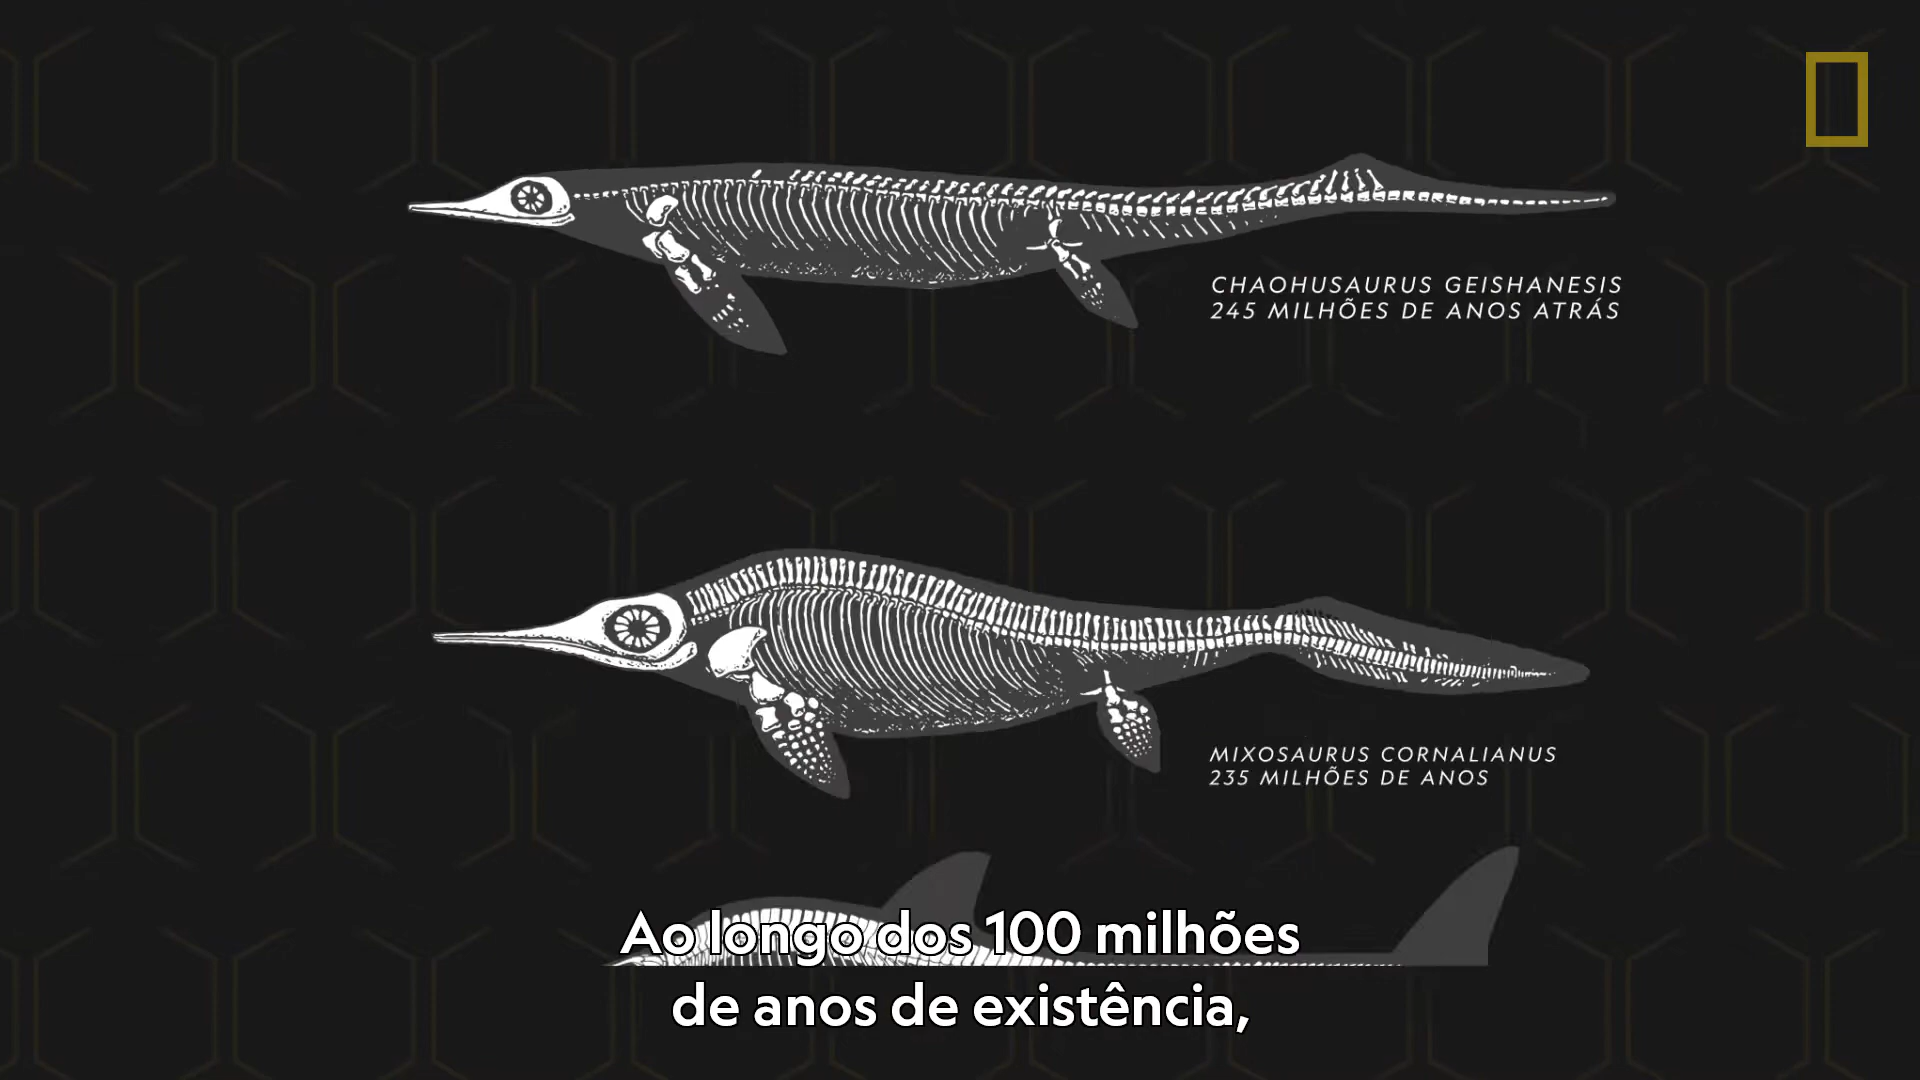 CHAOHUSAURUS GEISHANESIS
245 MILHÕES DE ANOS ATRÁS
MIXOSAURUS CORNALIANUS
235 MILHÕES DE ANOS
Ao longo dos 100 milhões
de anos de existência,